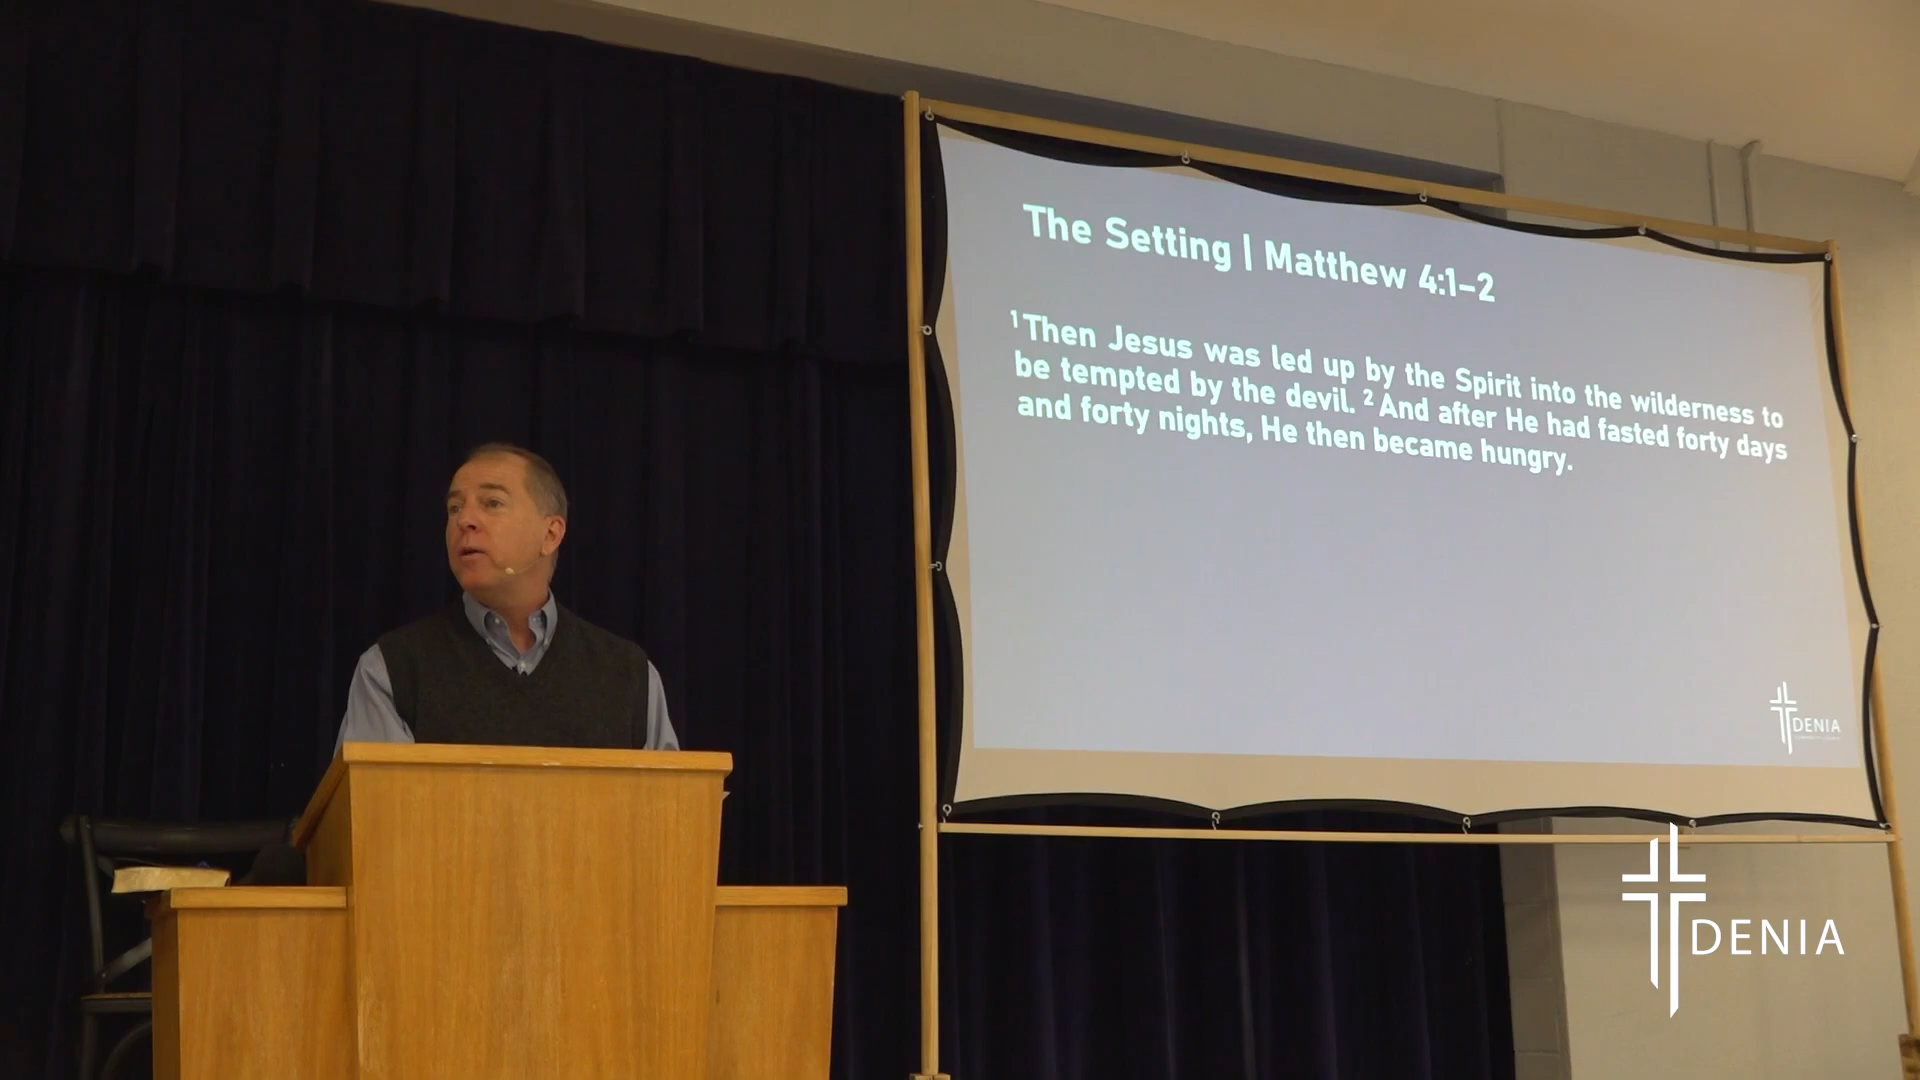 The Setting | Matthew 4:1–2
¹Then Jesus was led up by the Spirit into the wilderness to
be tempted by the devil. ²And after He had fasted forty days
and forty nights, He then became hungry.
DENIA
DENIA